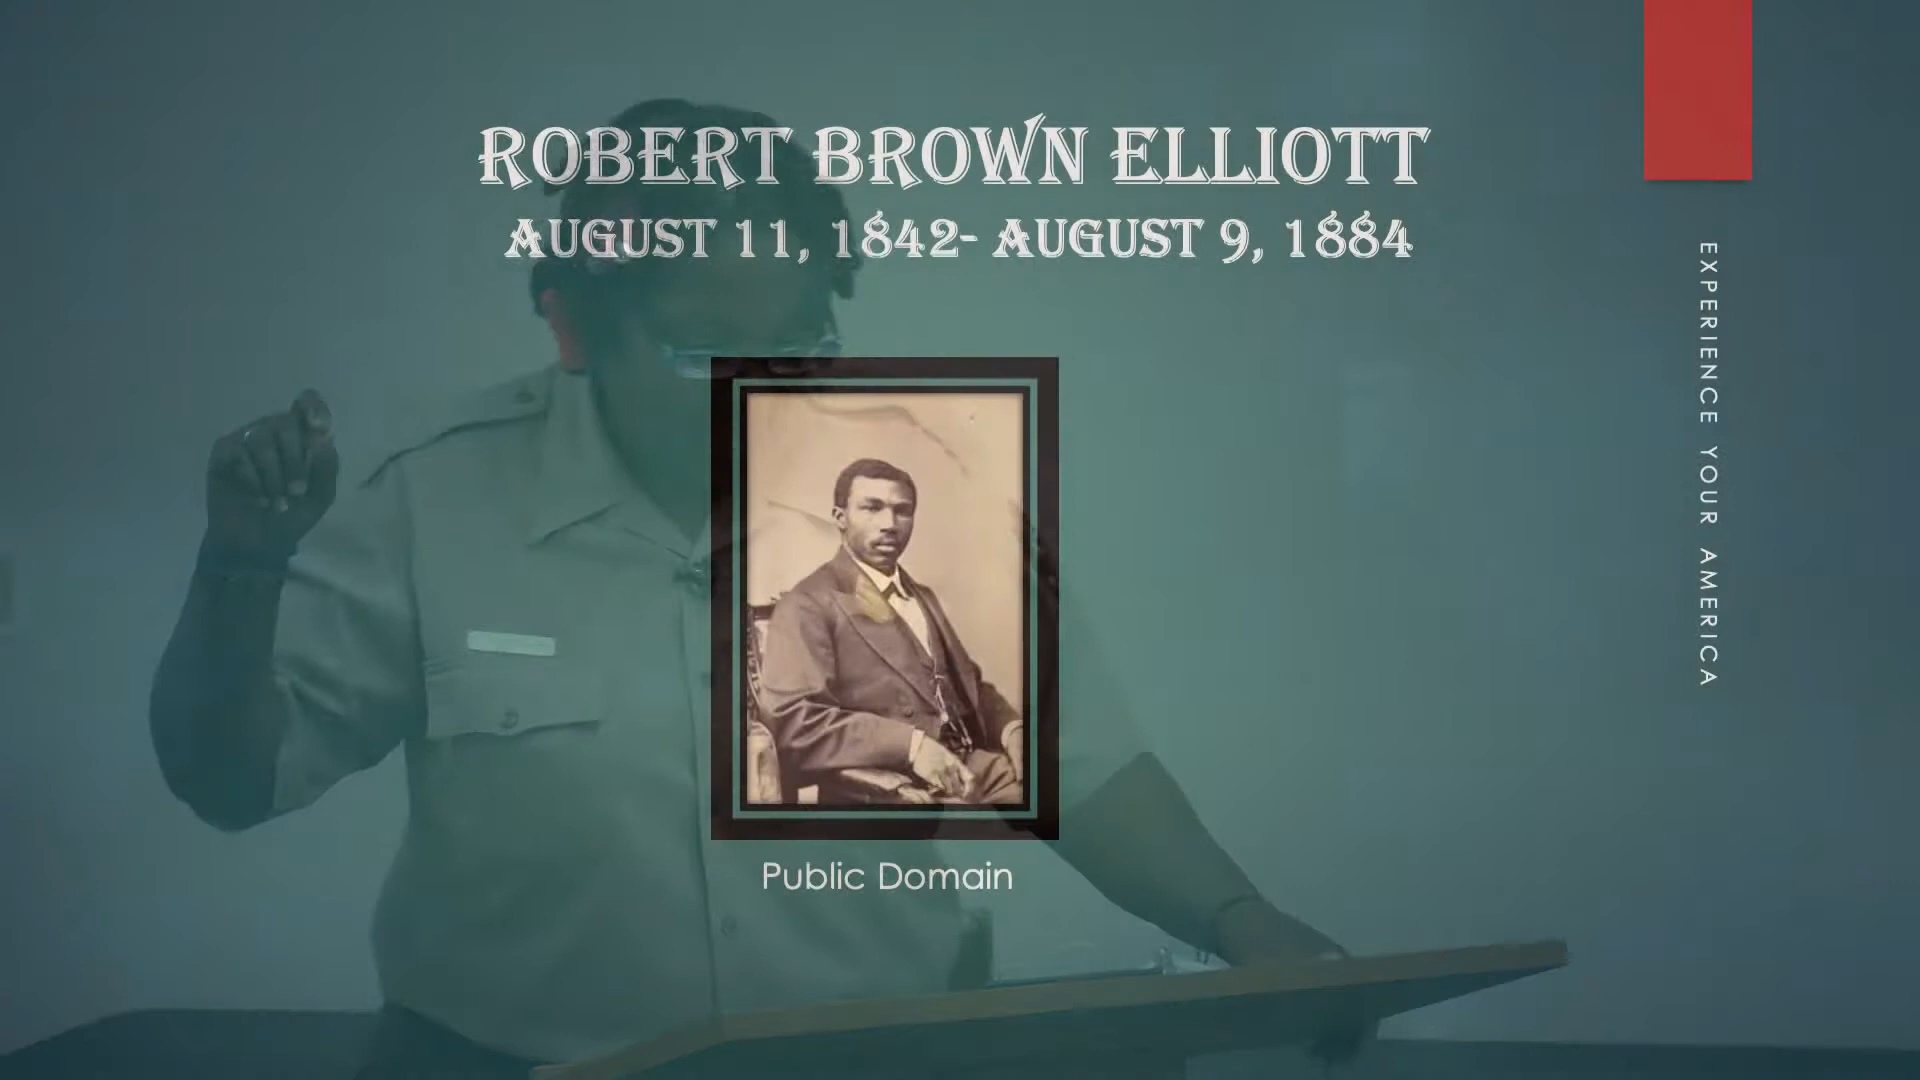 ROBERT BROWN ELLIOTT
AUGUST 11, 1842- AUGUST 9, 1884
Public Domain
EXPERIENCE YOUR AMERICA